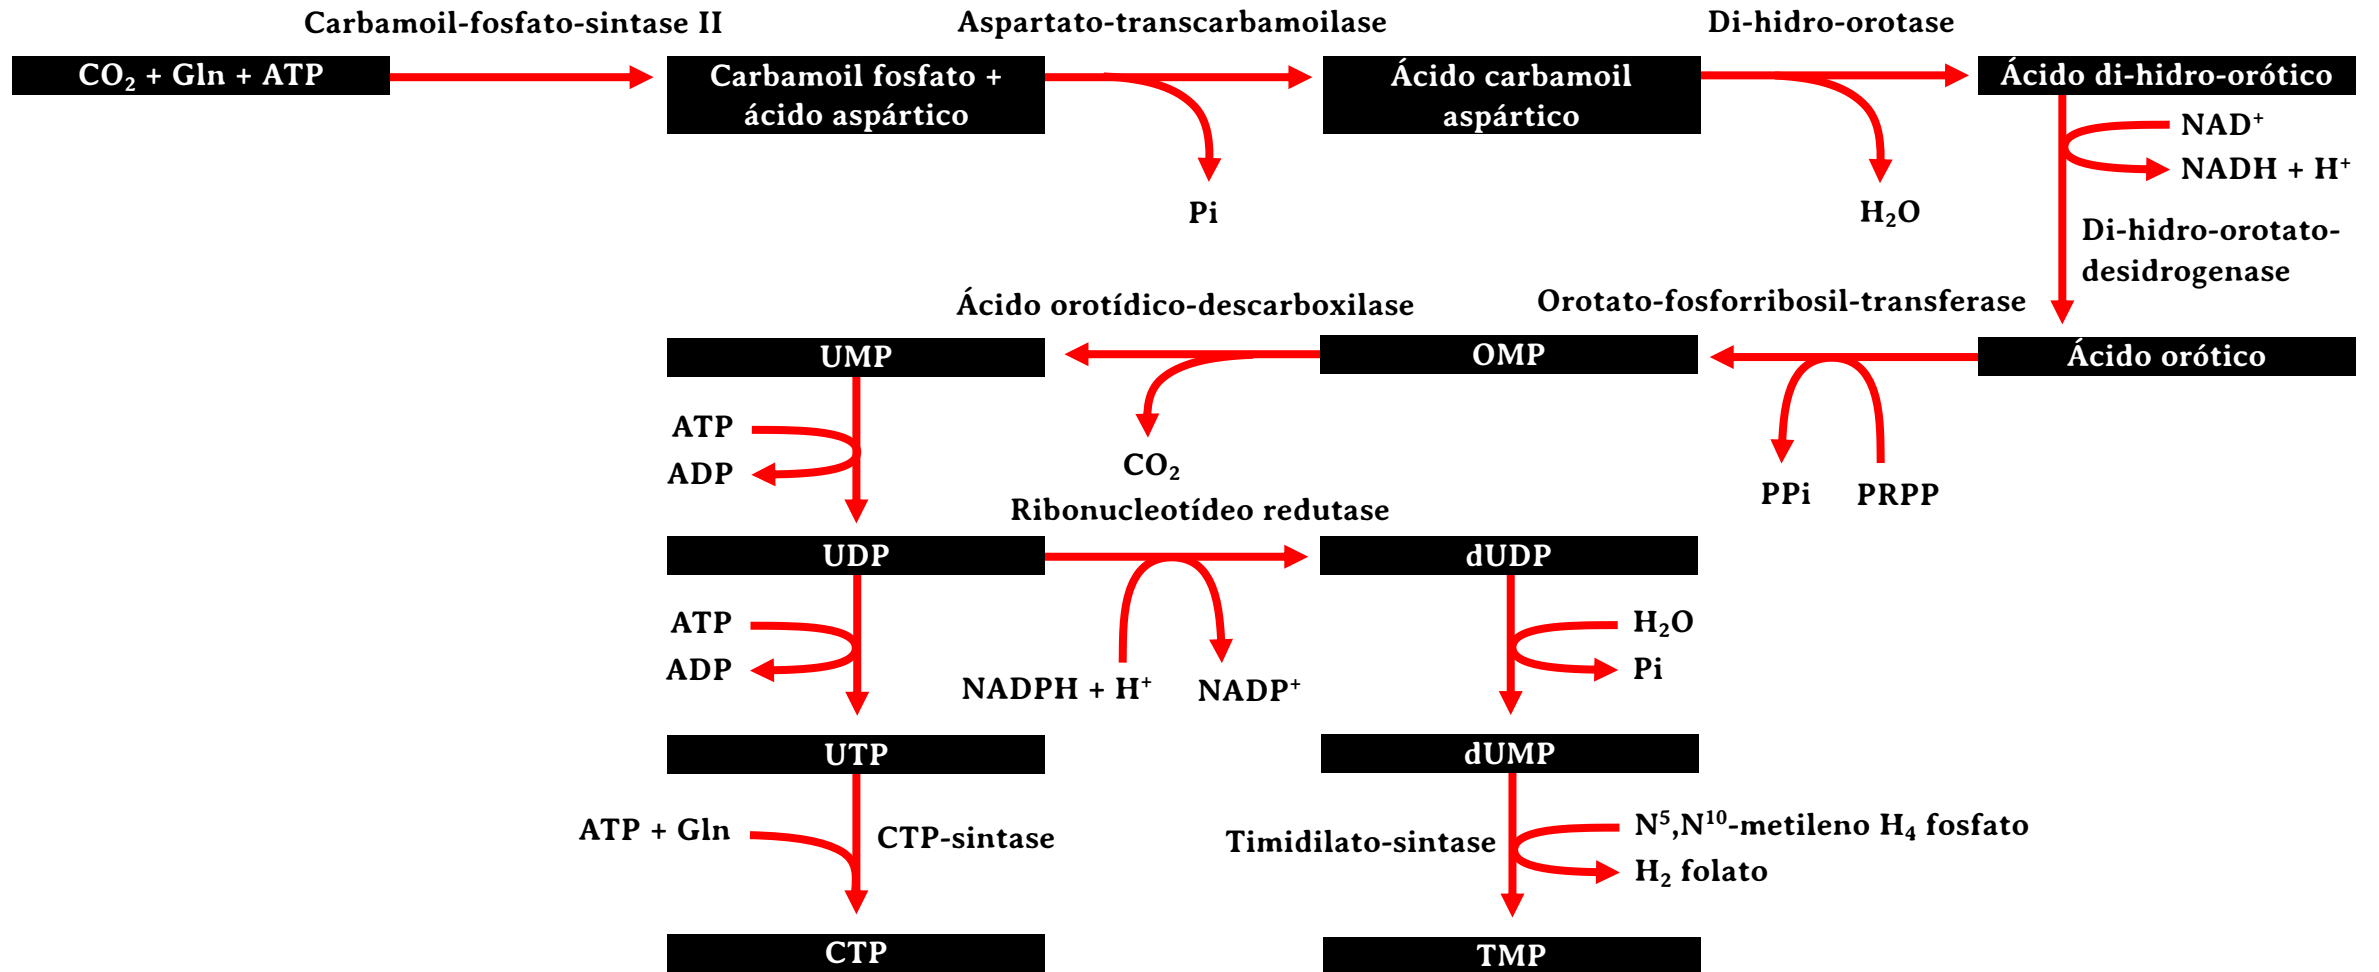 Carbamoil-fosfato-sintase II
Aspartato-transcarbamoilase
Di-hidro-orotase
CO₂ + Gln + ATP
Carbamoil fosfato +
ácido aspártico
Ácido carbamoil
aspártico
Ácido di-hidro-orótico
NAD⁺
NADH + H⁺
Pi
H₂O
Di-hidro-orotato-
desidrogenase
Ácido orotídico-descarboxilase
Orotato-fosforribosil-transferase
UMP
OMP
Ácido orótico
ATP
ADP
CO₂
PPi
PRPP
Ribonucleotídeo redutase
UDP
dUDP
ATP
ADP
NADPH + H⁺
NADP⁺
H₂O
Pi
UTP
dUMP
ATP + Gln
CTP-sintase
Timidilato-sintase
N⁵,N¹⁰-metileno H₄ fosfato
H₂ folato
CTP
TMP